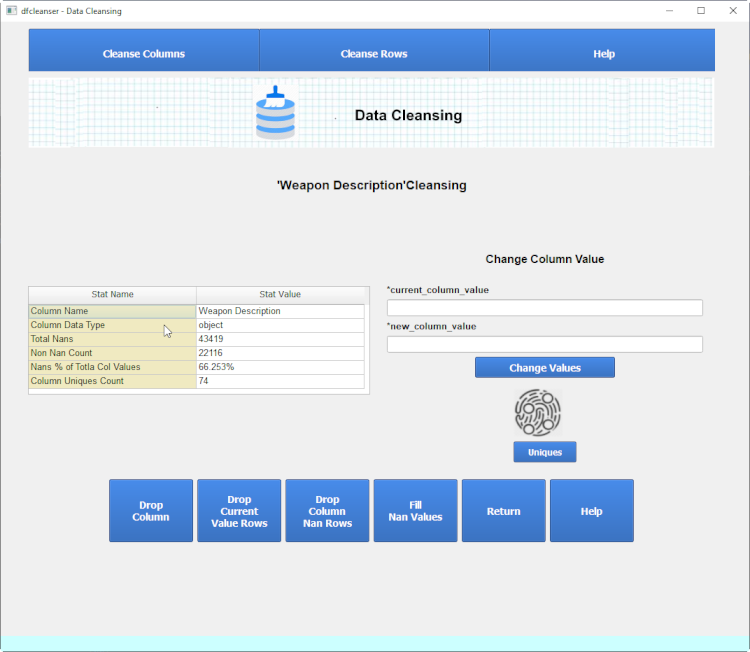 dfcleanser - Data Cleansing
Cleanse Columns Cleanse Rows Help
Data Cleansing
'Weapon Description'Cleansing
Change Column Value
Stat Name Stat Value
Column Name Weapon Description
Column Data Type object
Total Nans 43419
Non Nan Count 22116
Nans % of Totla Col Values 66.253%
Column Uniques Count 74
*current_column_value
*new_column_value
Change Values
Uniques
Drop
Column
Drop
Current
Value Rows
Drop
Column
Nan Rows
Fill
Nan Values
Return
Help